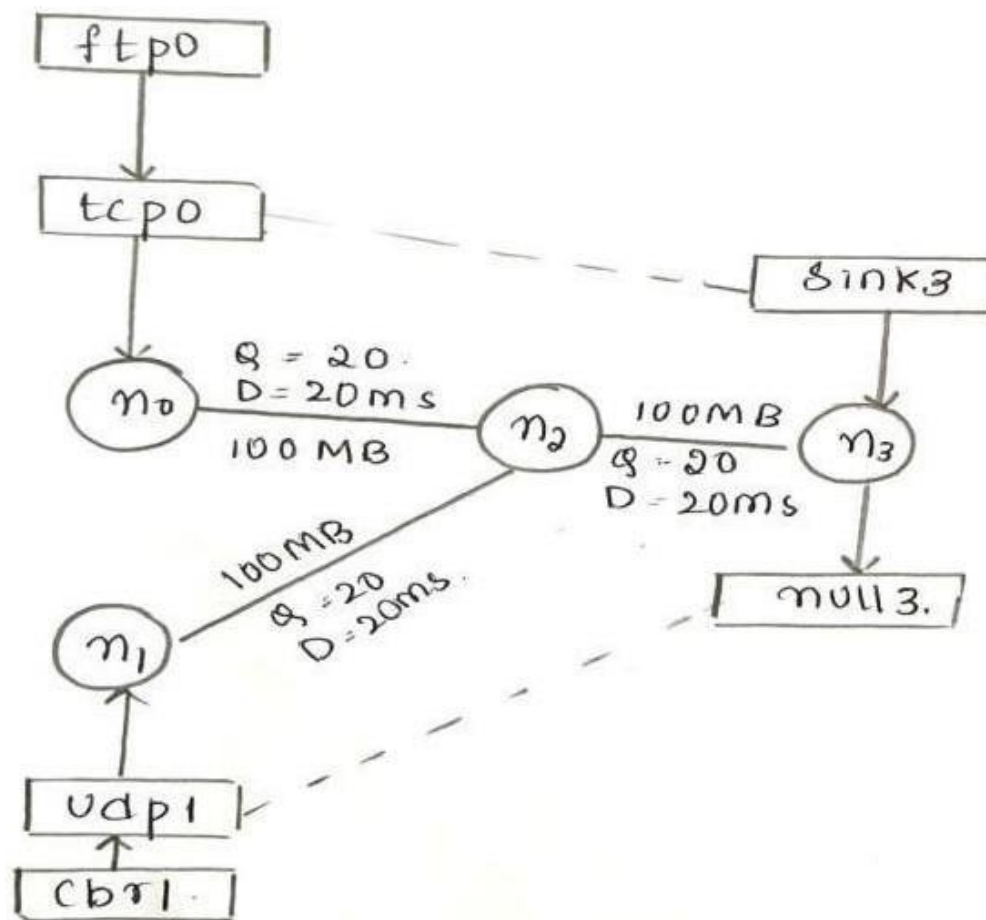 ftp0
tcp0
Sink3
Q = 20.
D = 20ms
100 MB
n0
n2
100MB
Q = 20
D = 20ms
n3
100MB
Q = 20
D = 20ms.
null3.
n1
udp1
cbr1.